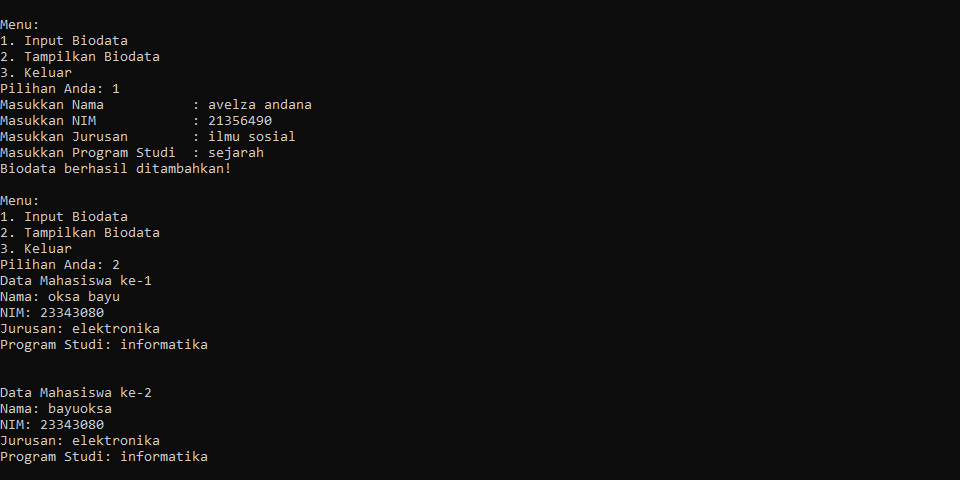 Menu:
1. Input Biodata
2. Tampilkan Biodata
3. Keluar
Pilihan Anda: 1
Masukkan Nama           : avelza andana
Masukkan NIM            : 21356490
Masukkan Jurusan        : ilmu sosial
Masukkan Program Studi  : sejarah
Biodata berhasil ditambahkan!
Menu:
1. Input Biodata
2. Tampilkan Biodata
3. Keluar
Pilihan Anda: 2
Data Mahasiswa ke-1
Nama: oksa bayu
NIM: 23343080
Jurusan: elektronika
Program Studi: informatika
Data Mahasiswa ke-2
Nama: bayuoksa
NIM: 23343080
Jurusan: elektronika
Program Studi: informatika